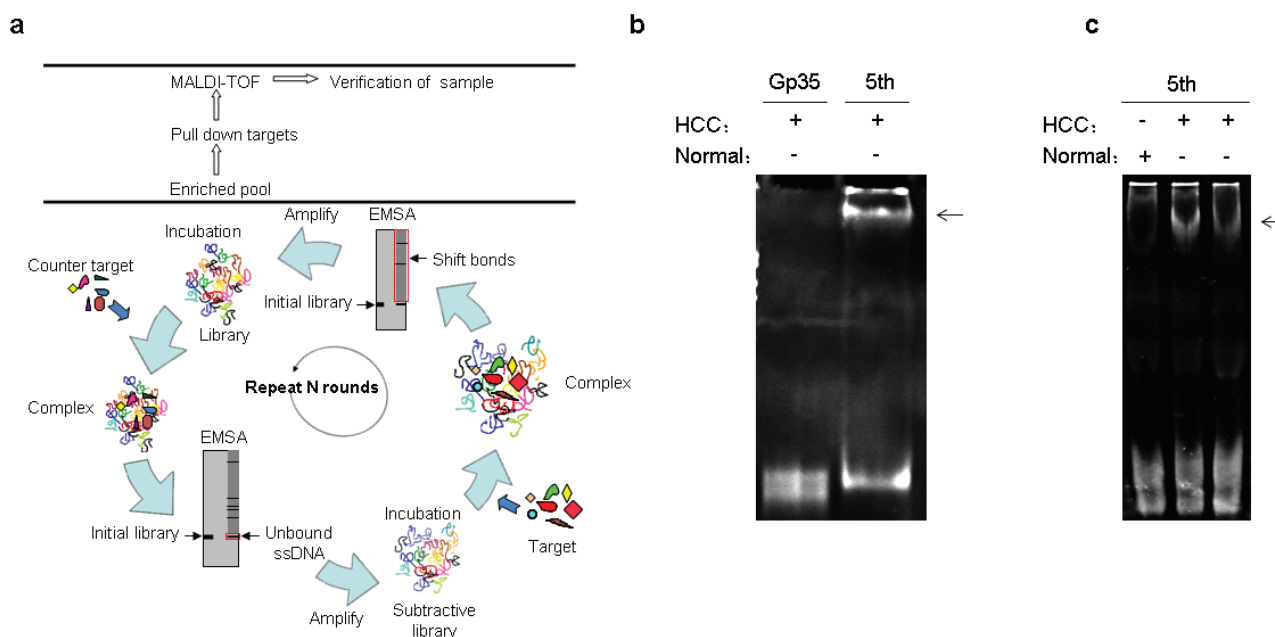 a
MALDI-TOF
Verification of sample
Pull down targets
Enriched pool
Amplify
EMSA
Incubation
Counter target
Shift bonds
Initial library
Library
Repeat N rounds
Complex
Complex
EMSA
Initial library
Unbound
ssDNA
Incubation
Target
Amplify
Subtractive
library
b
Gp35 5th
HCC: + +
Normal: - -
c
5th
HCC: - + +
Normal: + - -